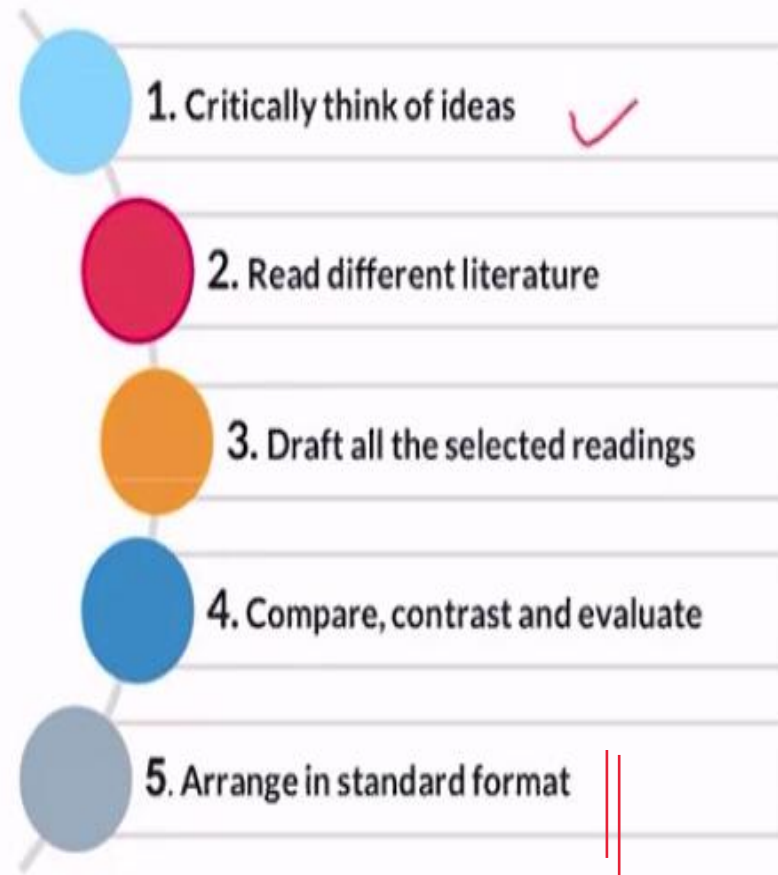 1. Critically think of ideas
2. Read different literature
3. Draft all the selected readings
4. Compare, contrast and evaluate
5. Arrange in standard format